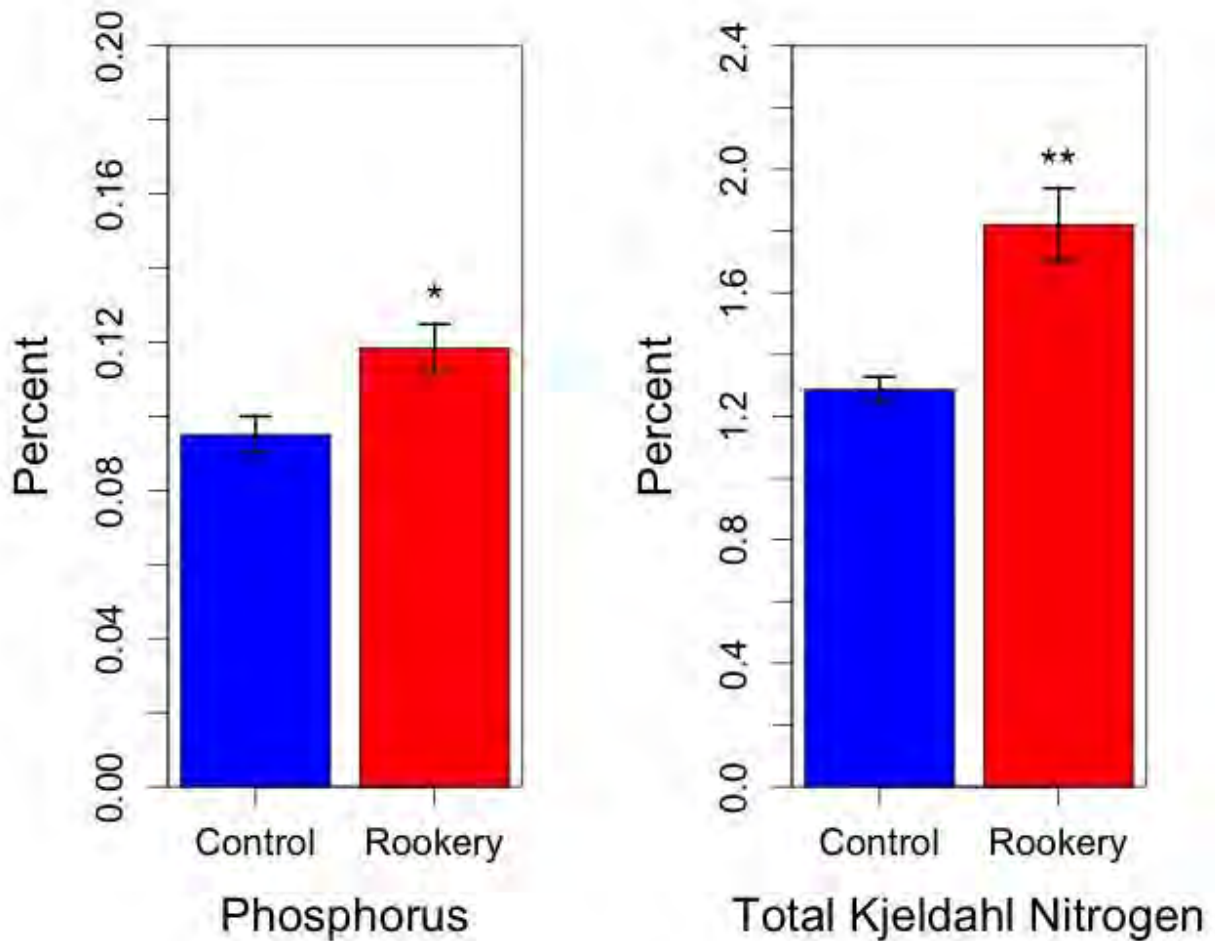 Percent
0.20
0.16
0.12
0.08
0.04
0.00
*
Control Rookery
Phosphorus
Percent
2.4
2.0
1.6
1.2
0.8
0.4
0.0
**
Control Rookery
Total Kjeldahl Nitrogen